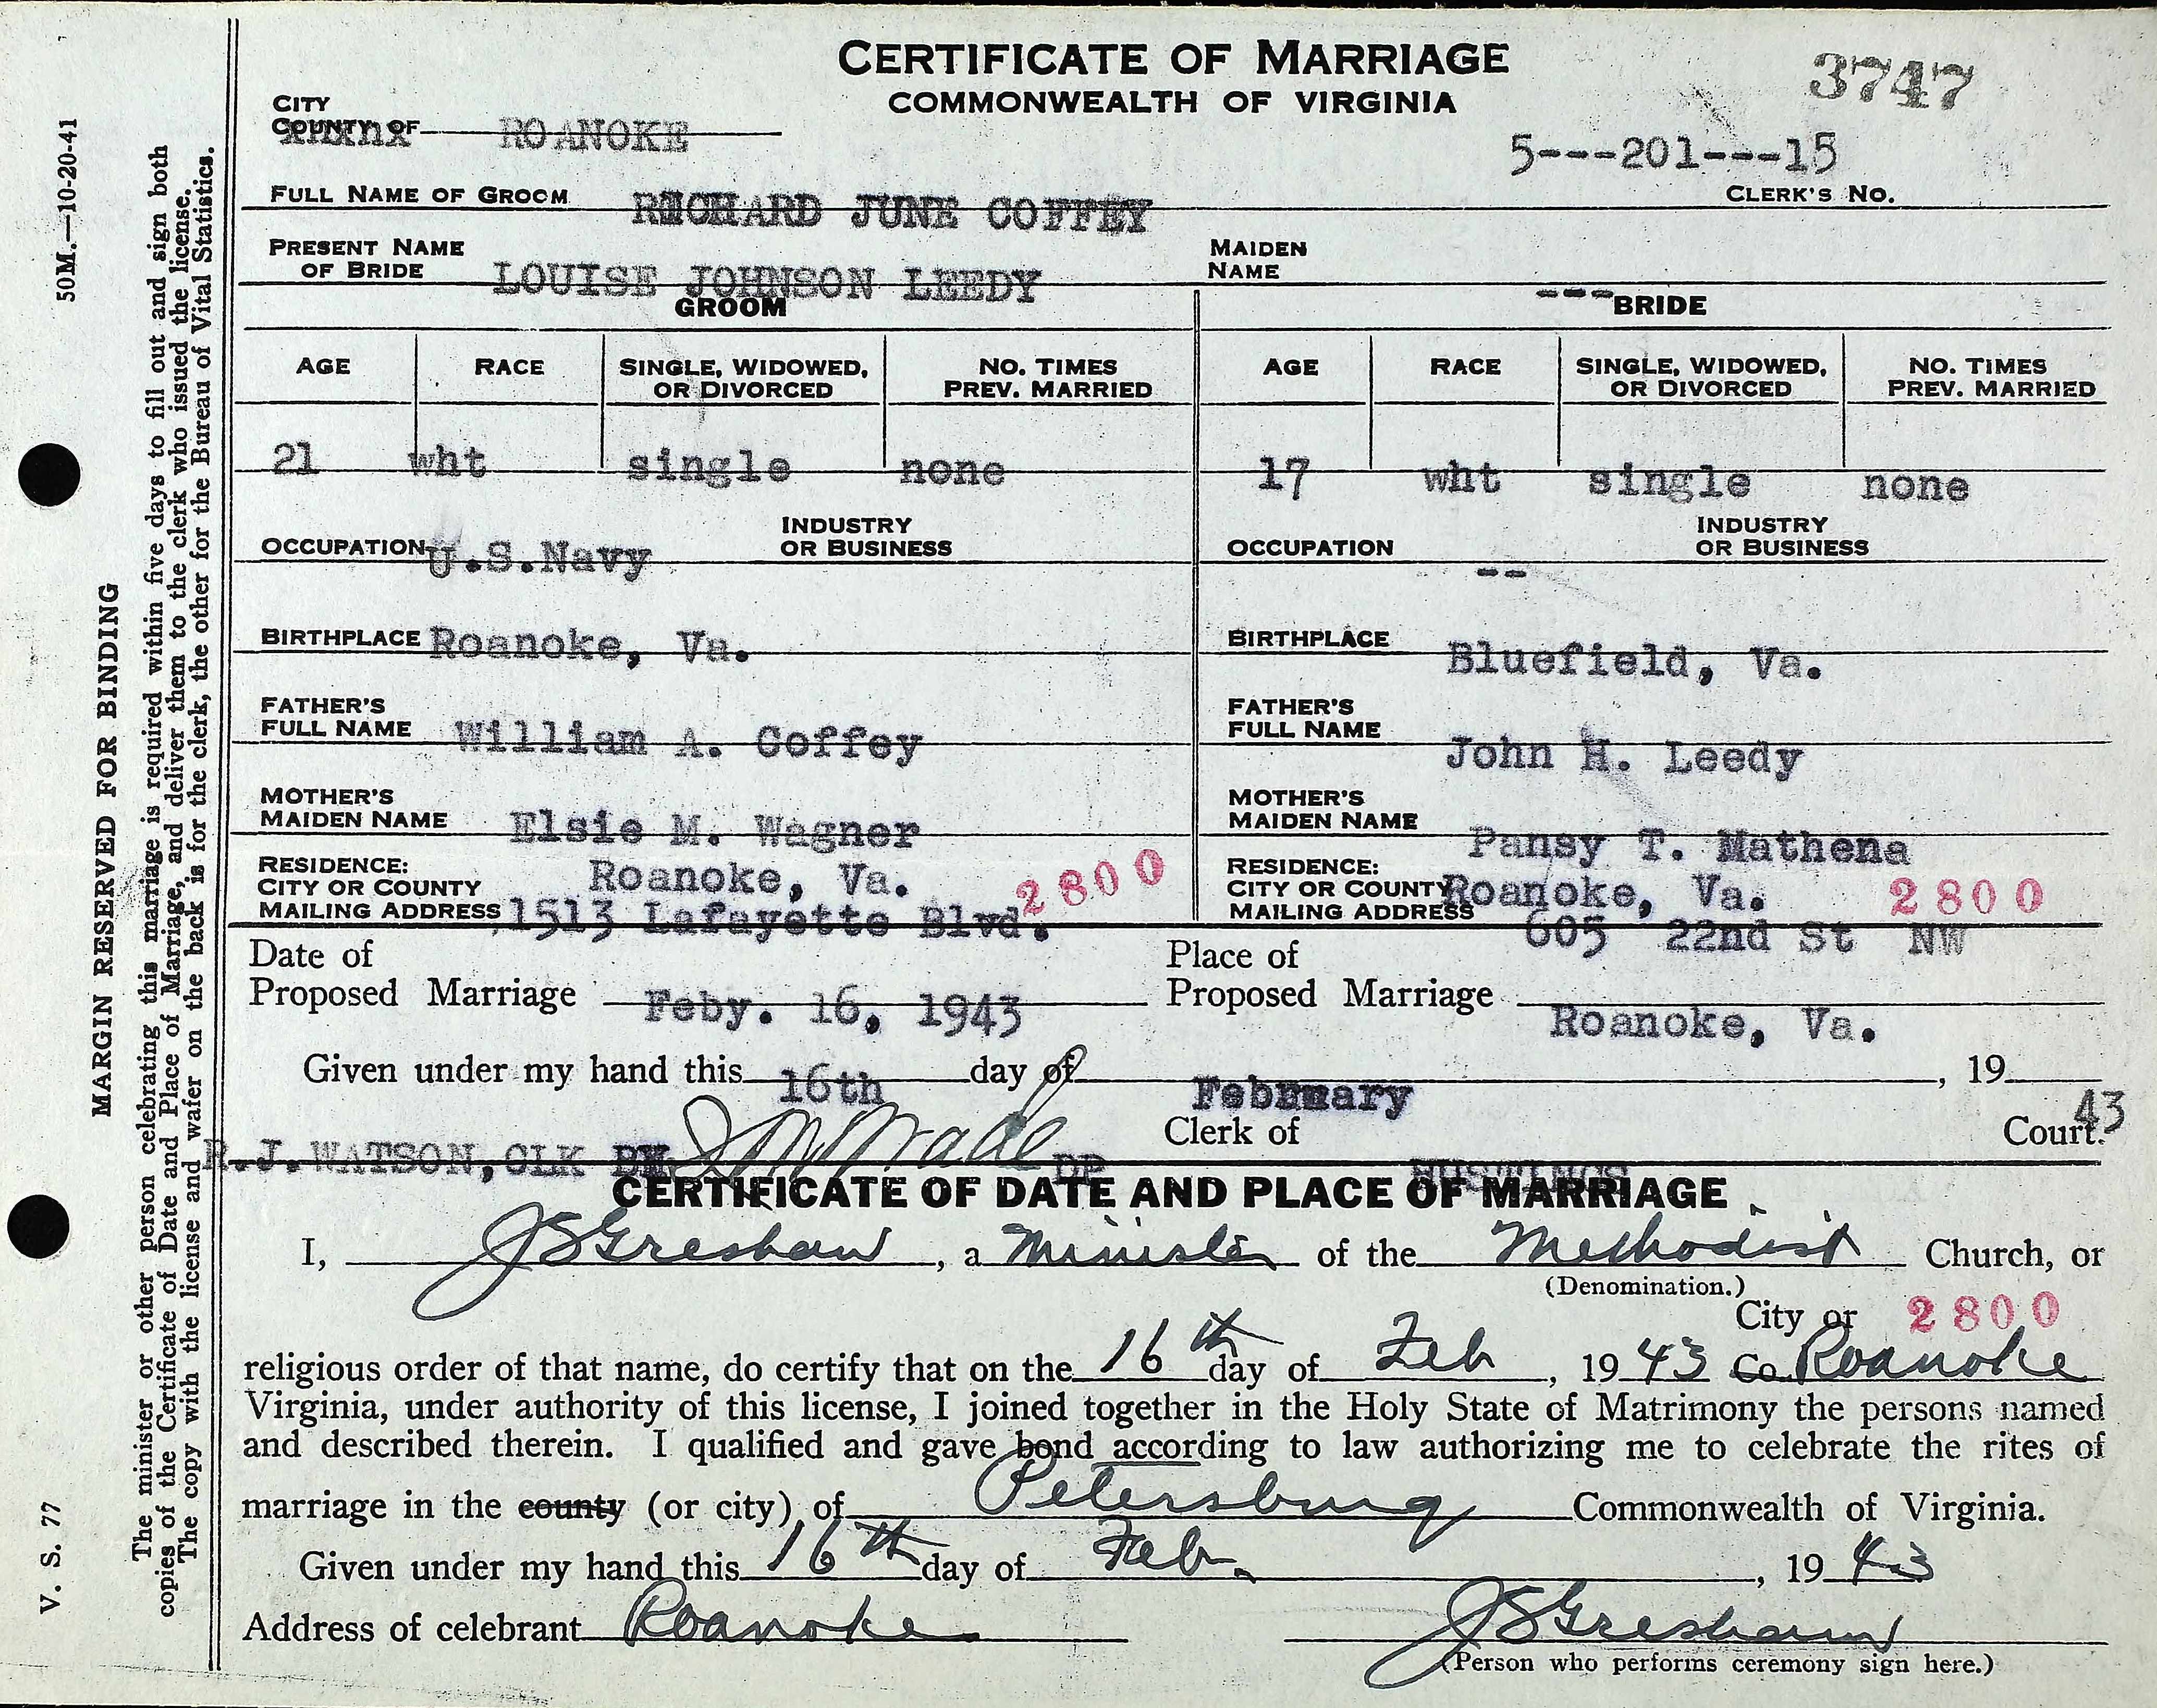 CERTIFICATE OF MARRIAGE
COMMONWEALTH OF VIRGINIA
3747
CITY
COUNTY OF ROANOKE
5---201---15
CLERK'S NO.
FULL NAME OF GROOM RICHARD JUNE COFFEY
PRESENT NAME OF BRIDE LOUISE JOHNSON LEEDY MAIDEN NAME ---
GROOM BRIDE
AGE RACE SINGLE, WIDOWED, OR DIVORCED NO. TIMES PREV. MARRIED AGE RACE SINGLE, WIDOWED, OR DIVORCED NO. TIMES PREV. MARRIED
21 wht single none 17 wht single none
OCCUPATION U.S.Navy INDUSTRY OR BUSINESS OCCUPATION -- INDUSTRY OR BUSINESS
BIRTHPLACE Roanoke, Va. BIRTHPLACE Bluefield, Va.
FATHER'S FULL NAME William A. Coffey FATHER'S FULL NAME John H. Leedy
MOTHER'S MAIDEN NAME Elsie M. Wagner MOTHER'S MAIDEN NAME Pansy T. Mathena
RESIDENCE: CITY OR COUNTY Roanoke, Va. 2800 RESIDENCE: CITY OR COUNTY Roanoke, Va. 2800
MAILING ADDRESS 1513 Lafayette Blvd. MAILING ADDRESS 605 22nd St NW
Date of Proposed Marriage Feby. 16, 1943 Place of Proposed Marriage Roanoke, Va.
Given under my hand this 16th day of February, 19 43
R.J.WATSON, CLK DP Clerk of HUSTINGS Court.
CERTIFICATE OF DATE AND PLACE OF MARRIAGE
I, J S Gresham, a Minister of the Methodist Church, or
(Denomination.)
City or 2800
religious order of that name, do certify that on the 16th day of Feb, 19 43 Co. Roanoke
Virginia, under authority of this license, I joined together in the Holy State of Matrimony the persons named
and described therein. I qualified and gave bond according to law authorizing me to celebrate the rites of
marriage in the county (or city) of Petersburg Commonwealth of Virginia.
Given under my hand this 16th day of Feb., 19 43
Address of celebrant Roanoke J S Gresham
(Person who performs ceremony sign here.)
50M.—10-20-41
MARGIN RESERVED FOR BINDING
V. S. 77
The minister or other person celebrating this marriage is required within five days to fill out and sign both
copies of the Certificate of Date and Place of Marriage, and deliver them to the clerk who issued the license.
The copy with the license and wafer on the back is for the clerk, the other for the Bureau of Vital Statistics.